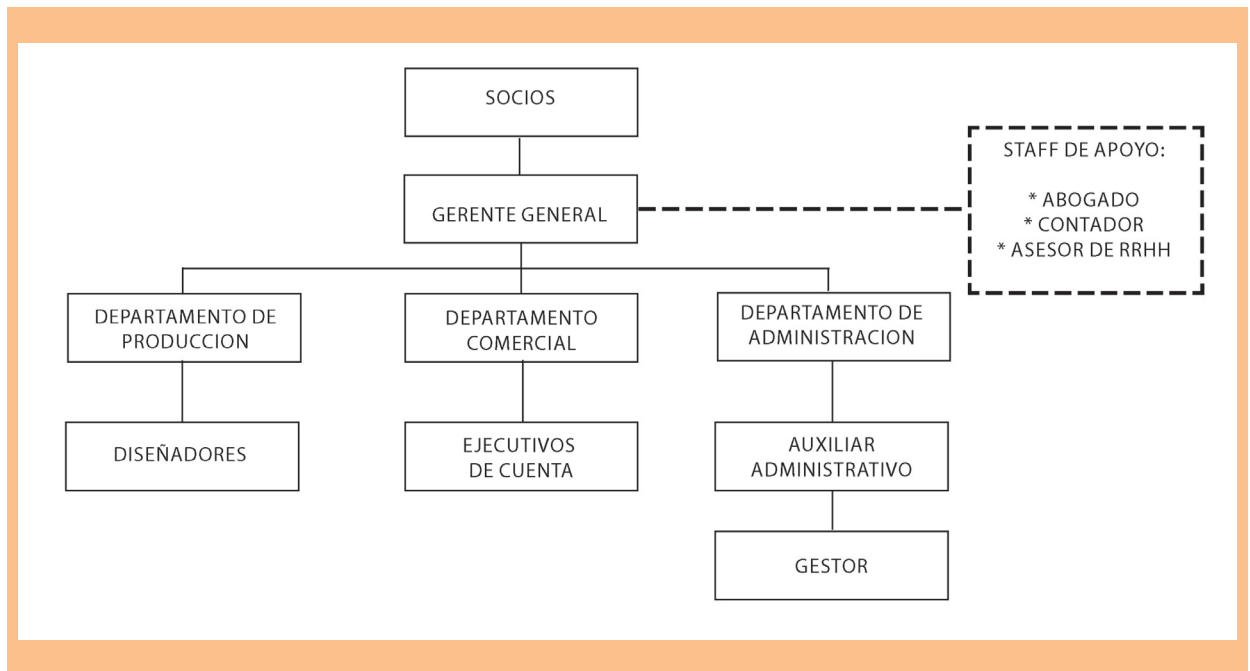 SOCIOS
GERENTE GENERAL
STAFF DE APOYO:
* ABOGADO
* CONTADOR
* ASESOR DE RRHH
DEPARTAMENTO DE
PRODUCCION
DEPARTAMENTO
COMERCIAL
DEPARTAMENTO DE
ADMINISTRACION
DISEÑADORES
EJECUTIVOS
DE CUENTA
AUXILIAR
ADMINISTRATIVO
GESTOR